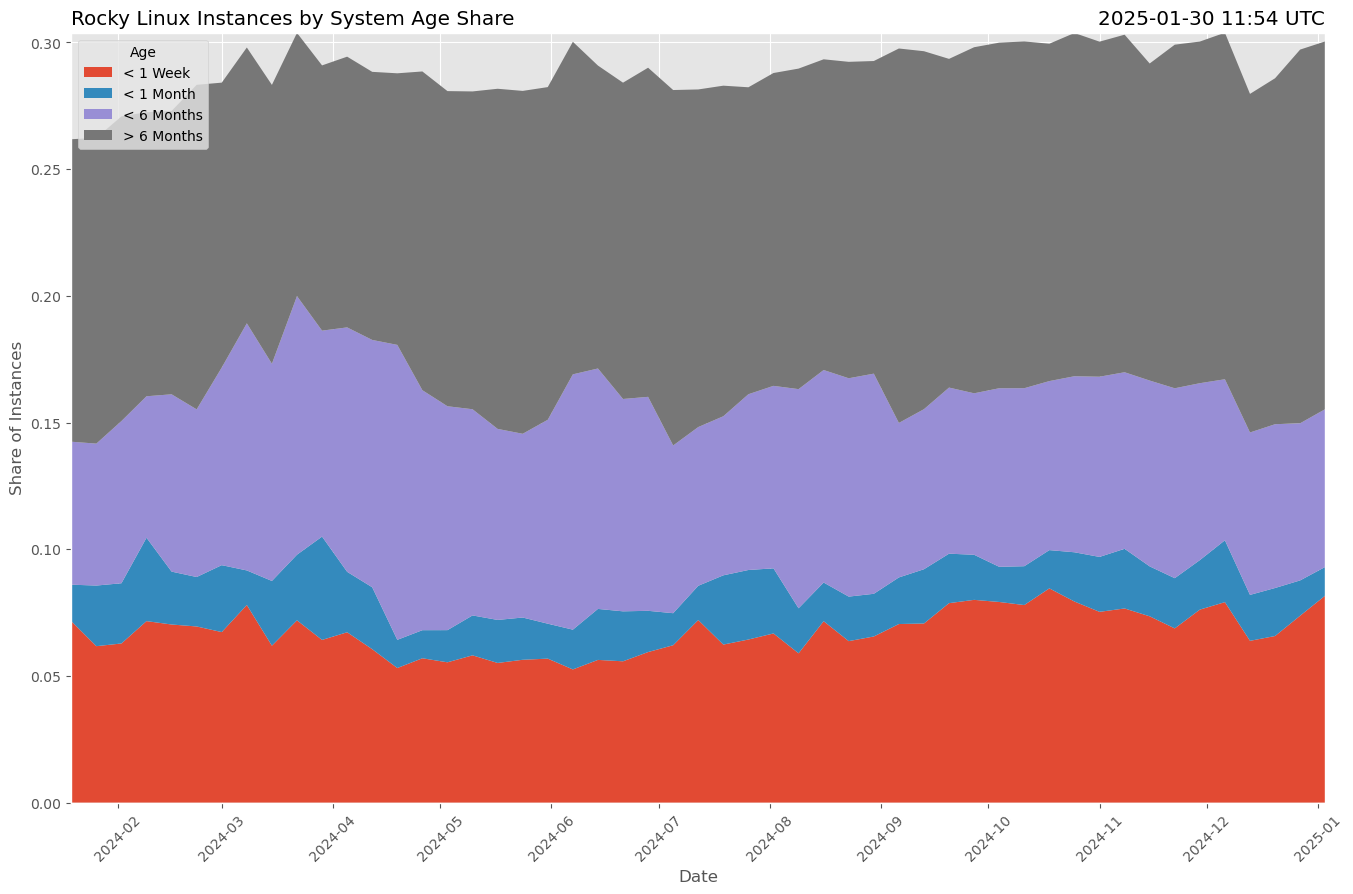 Rocky Linux Instances by System Age Share
2025-01-30 11:54 UTC
Age
< 1 Week
< 1 Month
< 6 Months
> 6 Months
Share of Instances
0.30
0.25
0.20
0.15
0.10
0.05
0.00
2024-02
2024-03
2024-04
2024-05
2024-06
2024-07
2024-08
2024-09
2024-10
2024-11
2024-12
2025-01
Date